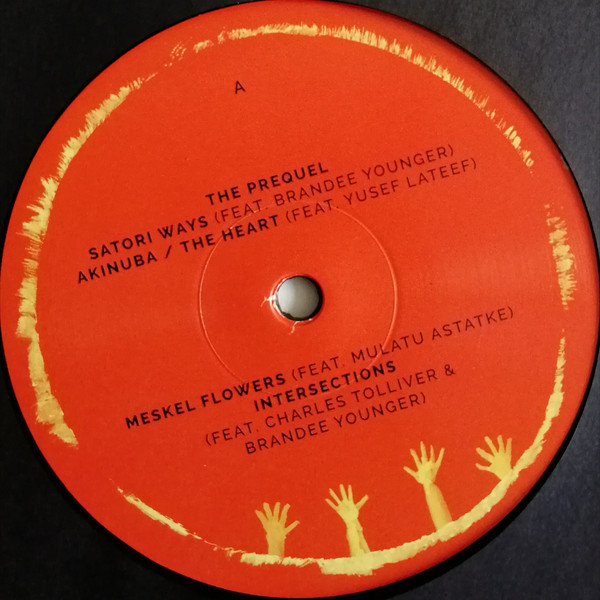 A
THE PREQUEL
SATORI WAYS (FEAT. BRANDEE YOUNGER)
AKINUBA / THE HEART (FEAT. YUSEF LATEEF)
MESKEL FLOWERS (FEAT. MULATU ASTATKE)
INTERSECTIONS
(FEAT. CHARLES TOLLIVER &
BRANDEE YOUNGER)